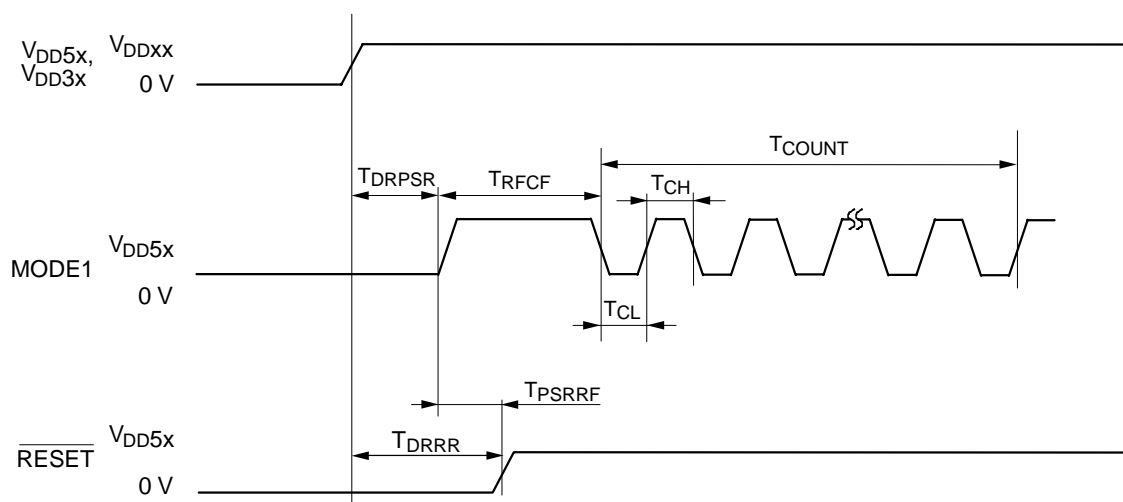 VDD5x,
VDD3x
VDDxx
0 V
TCOUNT
TDRPSR
TRFCF
TCH
MODE1
VDD5x
0 V
TCL
TPSRRF
RESET
VDD5x
TDRRR
0 V